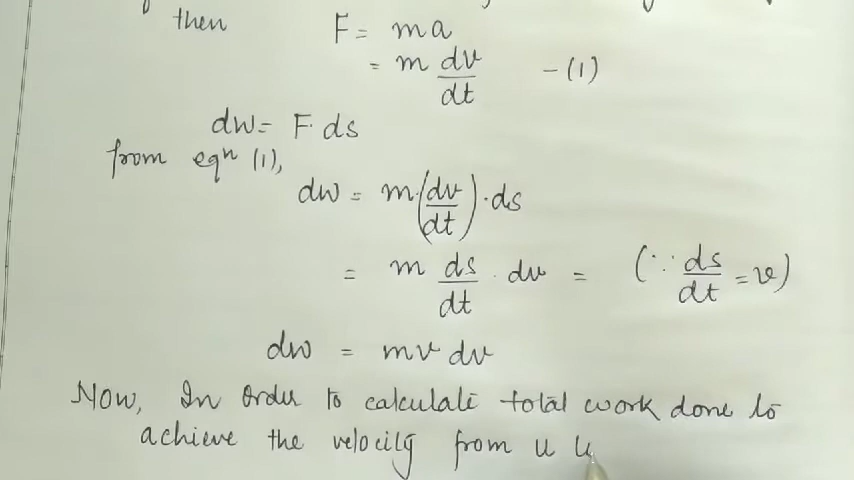 then F = ma
= m dv/dt - (1)
dw = F. ds
from eqn (1),
dw = m.(dv/dt).ds
= m ds/dt . dv = (∵ ds/dt = v)
dw = mv dv
Now, In order to calculate total work done to
achieve the velocity from u